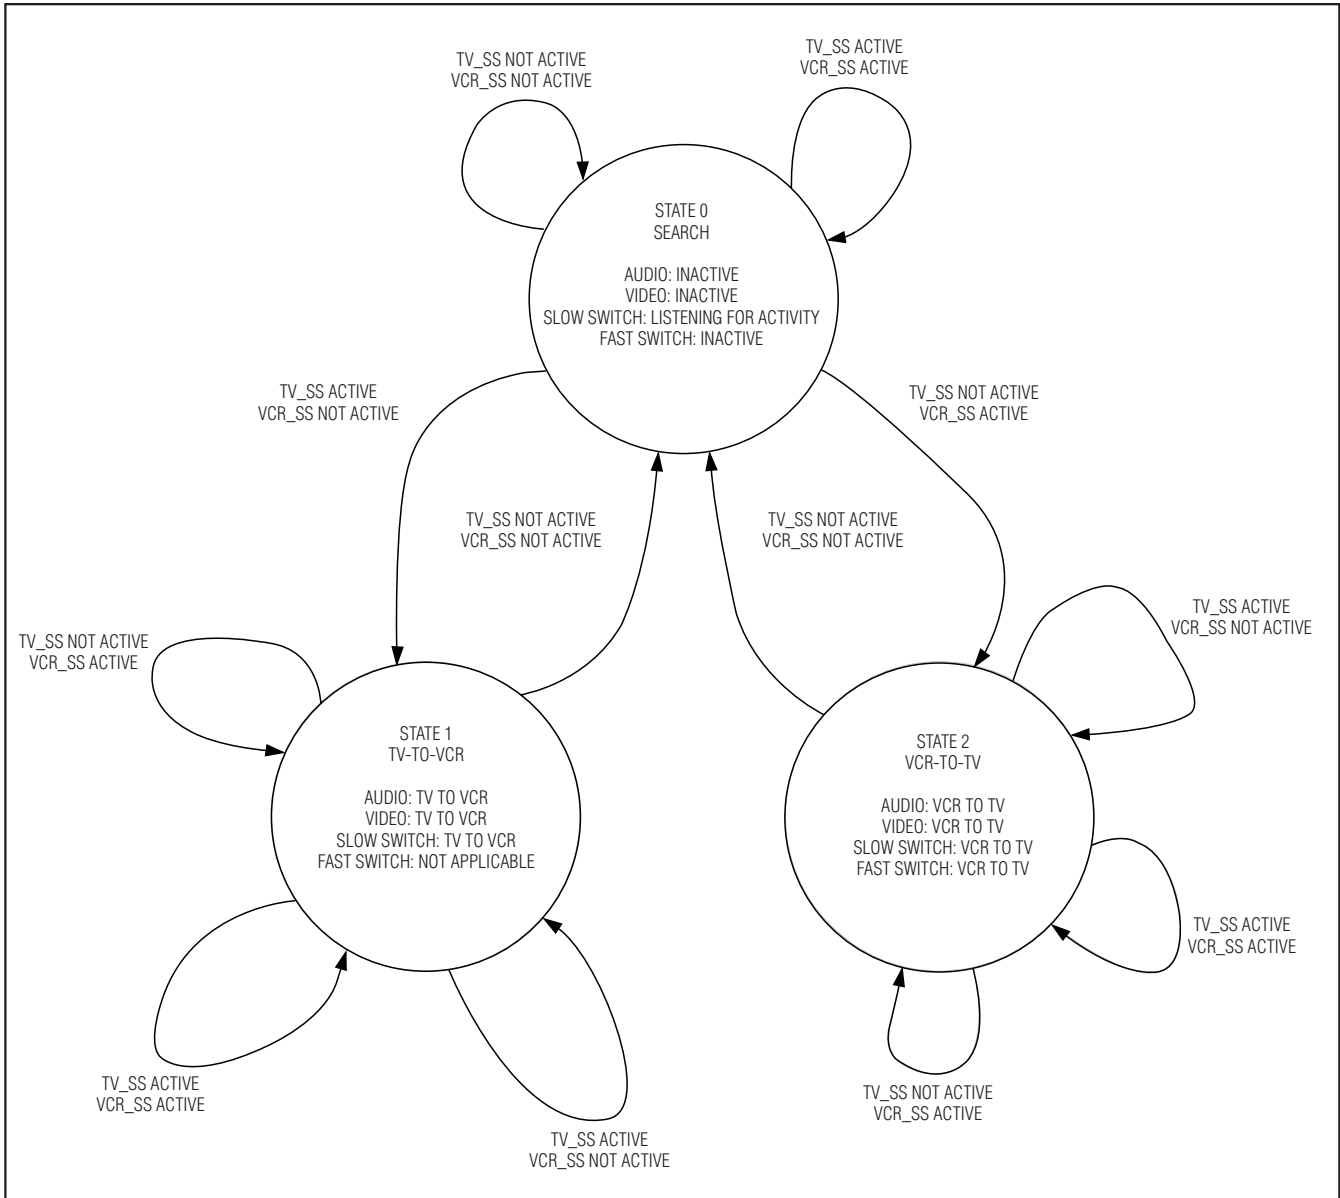 TV_SS NOT ACTIVE
VCR_SS NOT ACTIVE
TV_SS ACTIVE
VCR_SS ACTIVE
STATE 0
SEARCH
AUDIO: INACTIVE
VIDEO: INACTIVE
SLOW SWITCH: LISTENING FOR ACTIVITY
FAST SWITCH: INACTIVE
TV_SS ACTIVE
VCR_SS NOT ACTIVE
TV_SS NOT ACTIVE
VCR_SS ACTIVE
TV_SS NOT ACTIVE
VCR_SS NOT ACTIVE
TV_SS NOT ACTIVE
VCR_SS NOT ACTIVE
TV_SS NOT ACTIVE
VCR_SS ACTIVE
TV_SS ACTIVE
VCR_SS NOT ACTIVE
STATE 1
TV-TO-VCR
AUDIO: TV TO VCR
VIDEO: TV TO VCR
SLOW SWITCH: TV TO VCR
FAST SWITCH: NOT APPLICABLE
STATE 2
VCR-TO-TV
AUDIO: VCR TO TV
VIDEO: VCR TO TV
SLOW SWITCH: VCR TO TV
FAST SWITCH: VCR TO TV
TV_SS ACTIVE
VCR_SS ACTIVE
TV_SS ACTIVE
VCR_SS ACTIVE
TV_SS NOT ACTIVE
VCR_SS ACTIVE
TV_SS ACTIVE
VCR_SS NOT ACTIVE